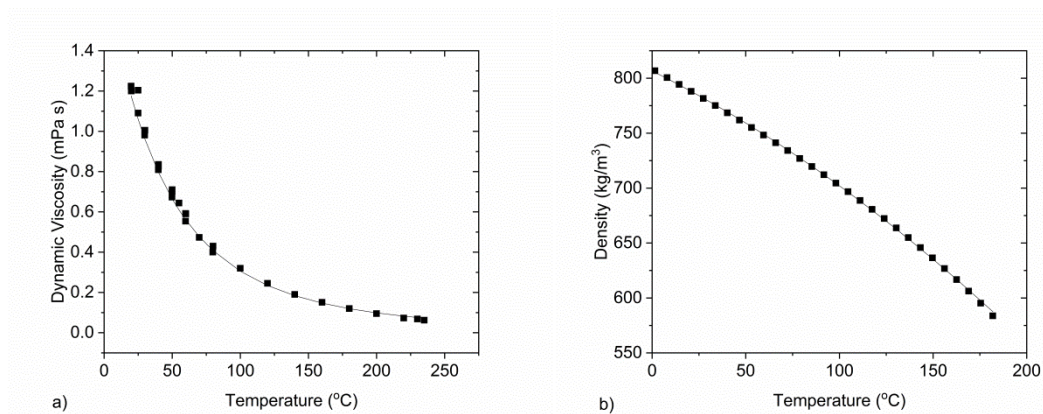 1.4
1.2
1.0
0.8
0.6
0.4
0.2
0.0
Dynamic Viscosity (mPa s)
0 50 100 150 200 250
Temperature (°C)
a)
800
750
700
650
600
550
Density (kg/m³)
0 50 100 150 200
Temperature (°C)
b)